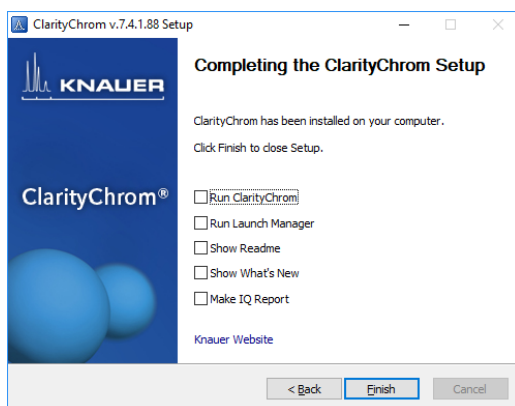 ClarityChrom v.7.4.1.88 Setup
KNAUER
ClarityChrom®
Completing the ClarityChrom Setup
ClarityChrom has been installed on your computer.
Click Finish to close Setup.
Run ClarityChrom
Run Launch Manager
Show Readme
Show What's New
Make IQ Report
Knauer Website
< Back
Finish
Cancel